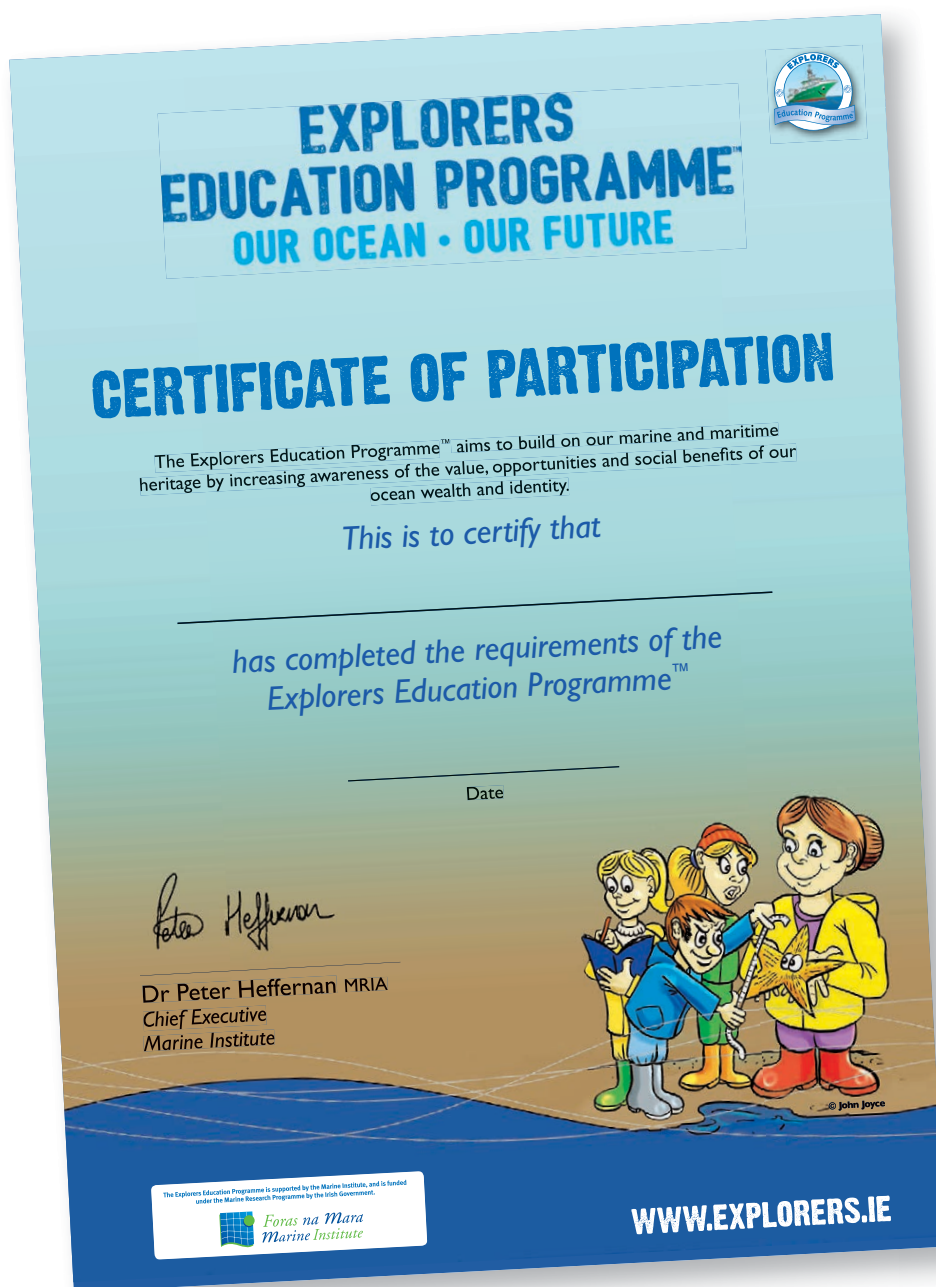 EXPLORERS
Education Programme
EXPLORERS
EDUCATION PROGRAMME™
OUR OCEAN • OUR FUTURE
CERTIFICATE OF PARTICIPATION
The Explorers Education Programme™ aims to build on our marine and maritime
heritage by increasing awareness of the value, opportunities and social benefits of our
ocean wealth and identity.
This is to certify that
has completed the requirements of the
Explorers Education Programme™
Date
Peter Heffernan
Dr Peter Heffernan MRIA
Chief Executive
Marine Institute
© John Joyce
The Explorers Education Programme is supported by the Marine Institute, and is funded
under the Marine Research Programme by the Irish Government.
Foras na Mara
Marine Institute
WWW.EXPLORERS.IE